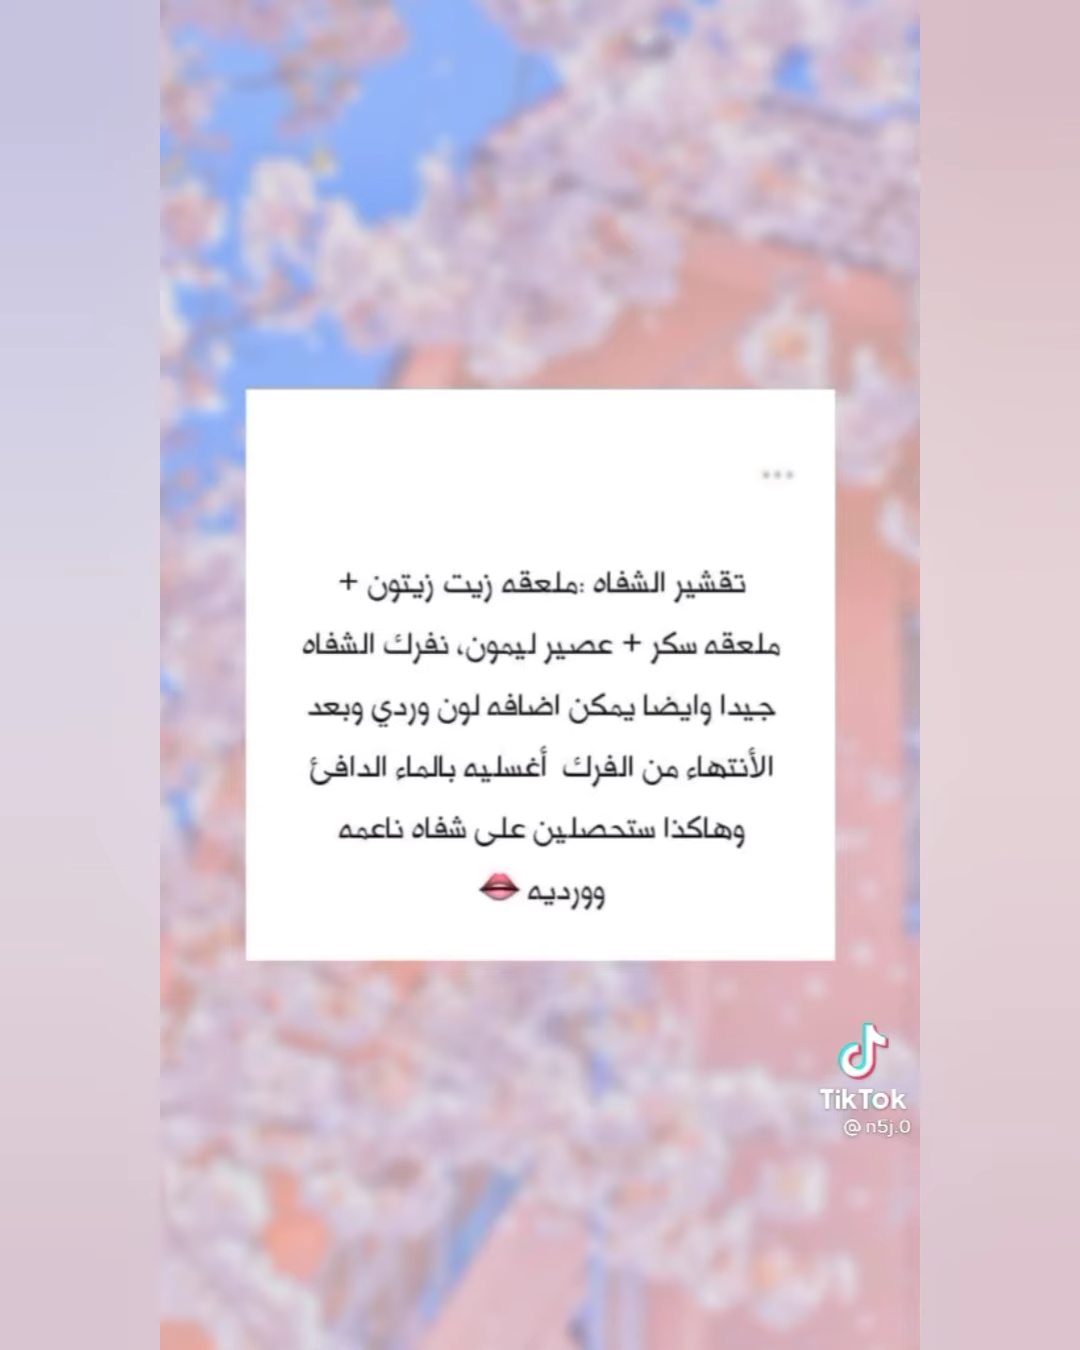 تقشير الشفاه :ملعقه زيت زيتون +
ملعقه سكر + عصير ليمون، نفرك الشفاه
جيدا وايضا يمكن اضافه لون وردي وبعد
الأنتهاء من الفرك أغسليه بالماء الدافئ
وهاكذا ستحصلين على شفاه ناعمه
وورديه 👄
TikTok
@n5j.0